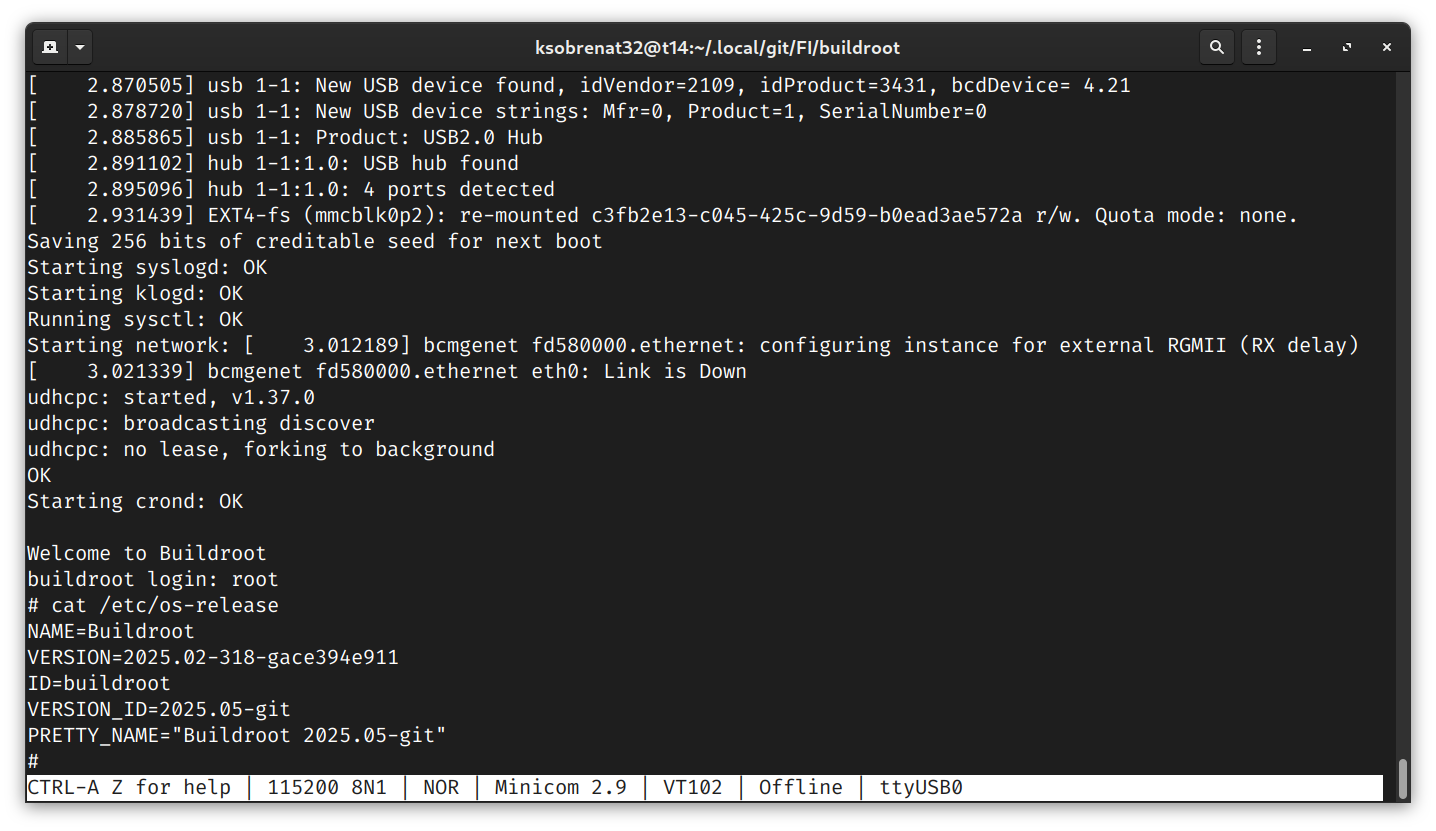 ksobrenat32@t14:~/.local/git/FI/buildroot
[    2.870505] usb 1-1: New USB device found, idVendor=2109, idProduct=3431, bcdDevice= 4.21
[    2.878720] usb 1-1: New USB device strings: Mfr=0, Product=1, SerialNumber=0
[    2.885865] usb 1-1: Product: USB2.0 Hub
[    2.891102] hub 1-1:1.0: USB hub found
[    2.895096] hub 1-1:1.0: 4 ports detected
[    2.931439] EXT4-fs (mmcblk0p2): re-mounted c3fb2e13-c045-425c-9d59-b0ead3ae572a r/w. Quota mode: none.
Saving 256 bits of creditable seed for next boot
Starting syslogd: OK
Starting klogd: OK
Running sysctl: OK
Starting network: [    3.012189] bcmgenet fd580000.ethernet: configuring instance for external RGMII (RX delay)
[    3.021339] bcmgenet fd580000.ethernet eth0: Link is Down
udhcpc: started, v1.37.0
udhcpc: broadcasting discover
udhcpc: no lease, forking to background
OK
Starting crond: OK
Welcome to Buildroot
buildroot login: root
# cat /etc/os-release
NAME=Buildroot
VERSION=2025.02-318-gace394e911
ID=buildroot
VERSION_ID=2025.05-git
PRETTY_NAME="Buildroot 2025.05-git"
#
CTRL-A Z for help | 115200 8N1 | NOR | Minicom 2.9 | VT102 | Offline | ttyUSB0